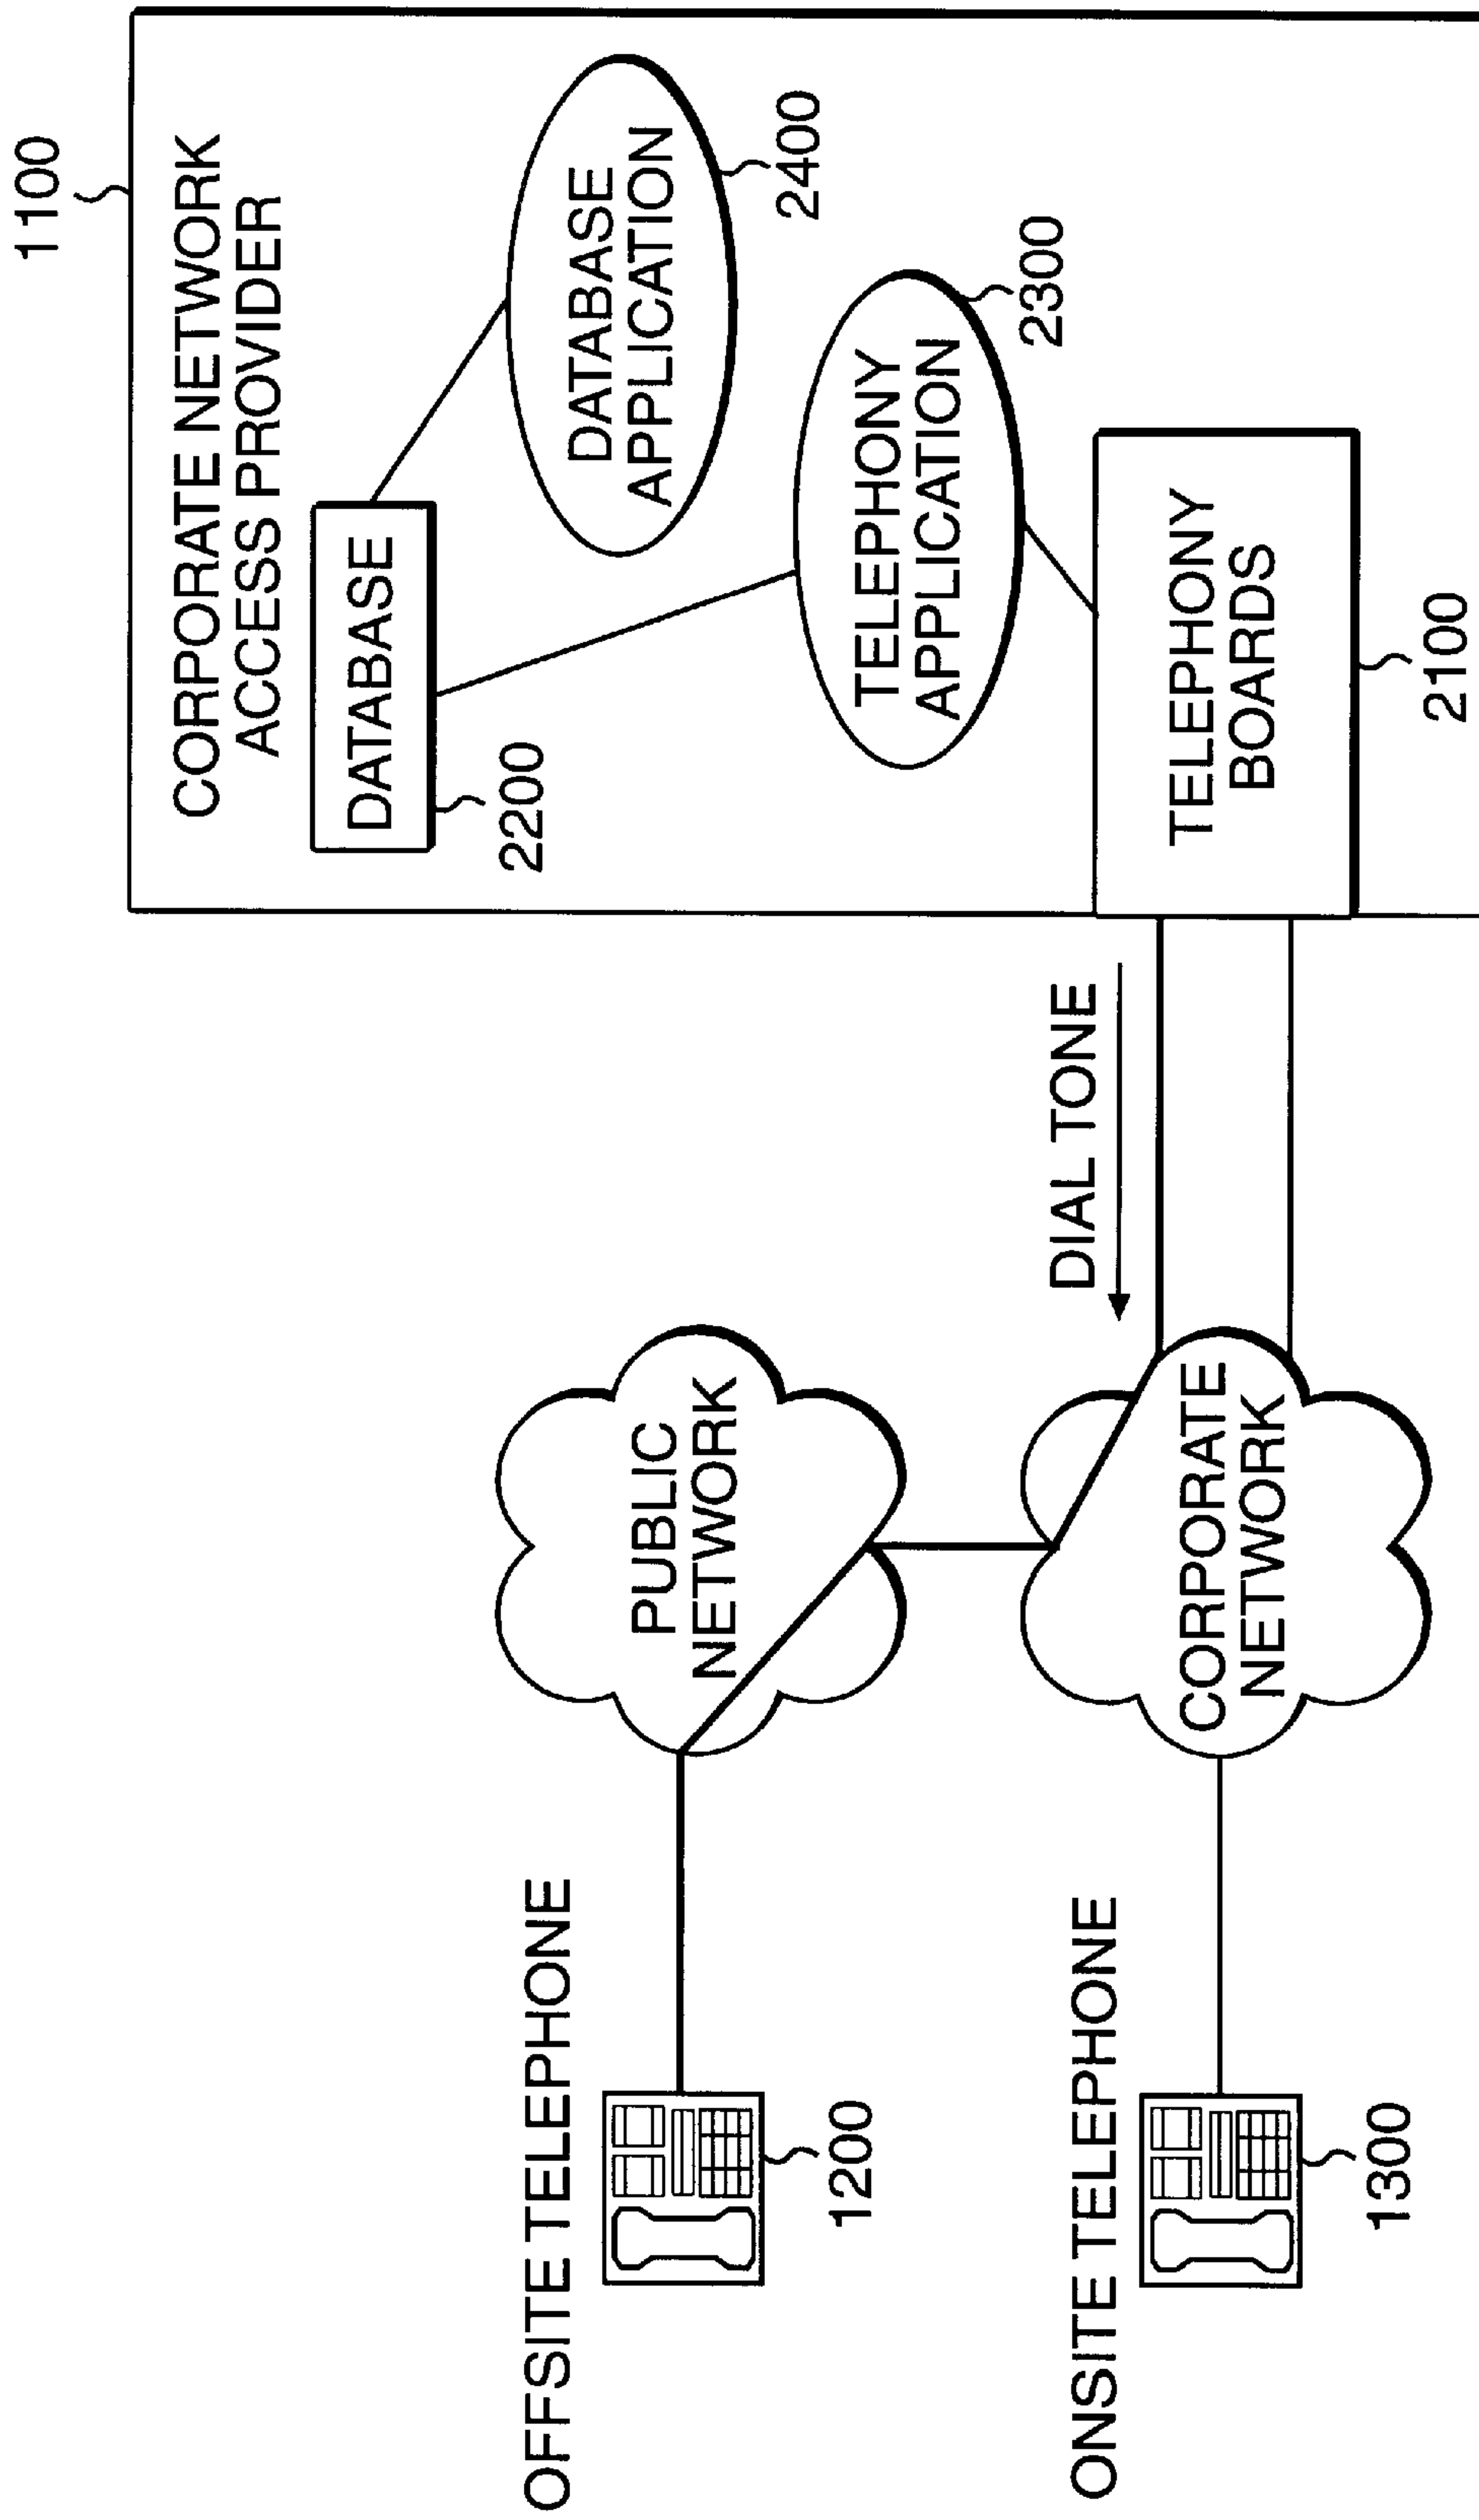 1100
CORPORATE NETWORK
ACCESS PROVIDER
DATABASE
2200
DATABASE
APPLICATION
2400
TELEPHONY
APPLICATION
2300
TELEPHONY
BOARDS
2100
DIAL TONE
PUBLIC
NETWORK
CORPORATE
NETWORK
OFFSITE TELEPHONE
1200
ONSITE TELEPHONE
1300